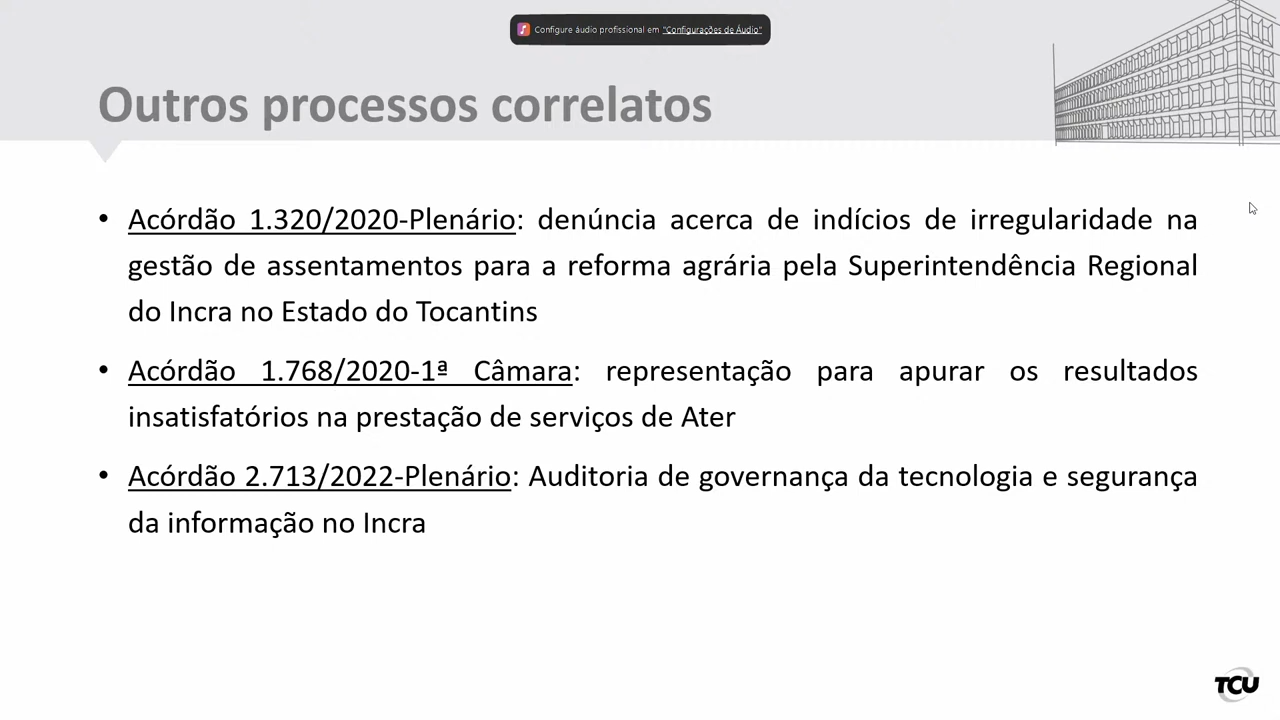 Configure áudio profissional em "Configurações de Áudio"
Outros processos correlatos
• Acórdão 1.320/2020-Plenário: denúncia acerca de indícios de irregularidade na
gestão de assentamentos para a reforma agrária pela Superintendência Regional
do Incra no Estado do Tocantins
• Acórdão 1.768/2020-1ª Câmara: representação para apurar os resultados
insatisfatórios na prestação de serviços de Ater
• Acórdão 2.713/2022-Plenário: Auditoria de governança da tecnologia e segurança
da informação no Incra
TCU